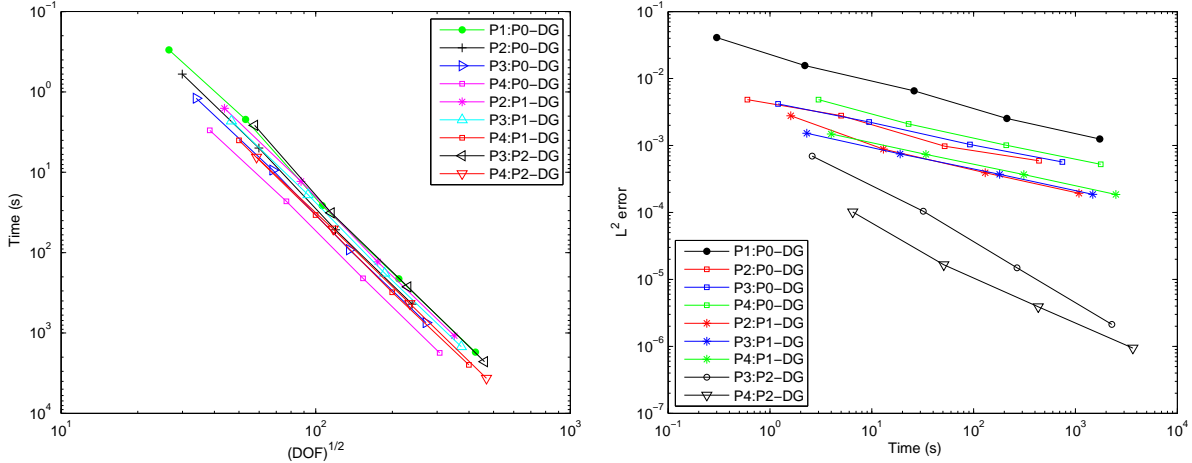 10^-1
10^0
10^1
10^2
10^3
10^4
Time (s)
10^1
10^2
10^3
(DOF)^1/2
P1:P0−DG
P2:P0−DG
P3:P0−DG
P4:P0−DG
P2:P1−DG
P3:P1−DG
P4:P1−DG
P3:P2−DG
P4:P2−DG
10^-1
10^-2
10^-3
10^-4
10^-5
10^-6
10^-7
L^2 error
10^-1
10^0
10^1
10^2
10^3
10^4
Time (s)
P1:P0−DG
P2:P0−DG
P3:P0−DG
P4:P0−DG
P2:P1−DG
P3:P1−DG
P4:P1−DG
P3:P2−DG
P4:P2−DG